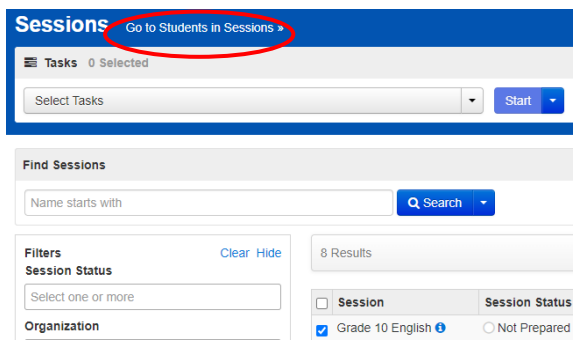 Sessions Go to Students in Sessions »
Tasks 0 Selected
Select Tasks
Start
Find Sessions
Name starts with
Search
Filters Clear Hide
Session Status
Select one or more
Organization
8 Results
Session Session Status
Grade 10 English Not Prepared